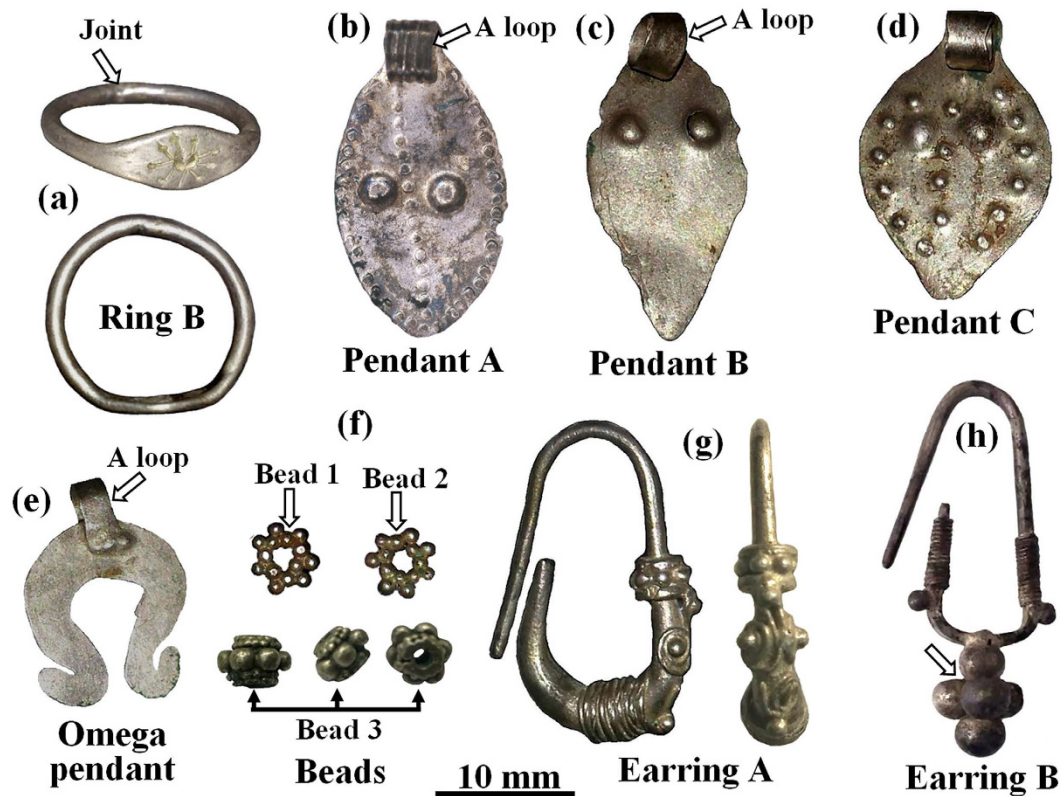 Joint
(a)
Ring B
(b)
A loop
Pendant A
(c)
A loop
Pendant B
(d)
Pendant C
(e)
A loop
Omega
pendant
(f)
Bead 1
Bead 2
Bead 3
Beads
10 mm
(g)
Earring A
(h)
Earring B